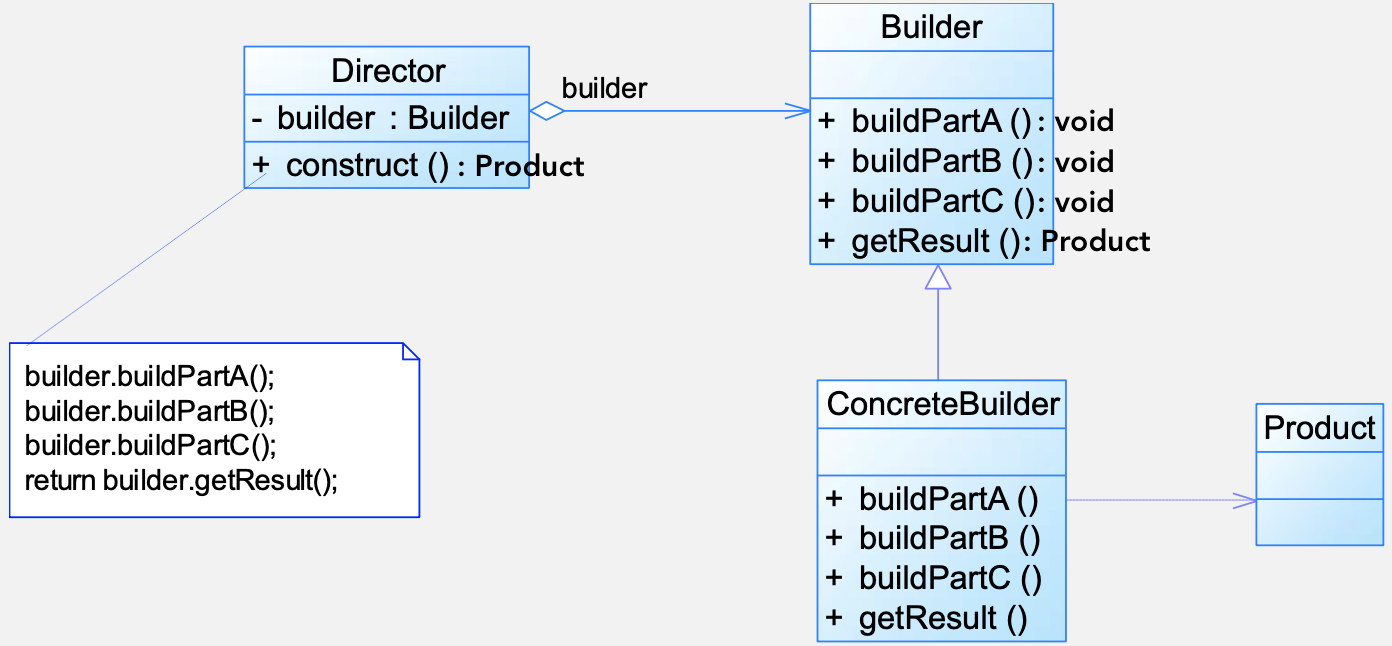 Director
- builder : Builder
+ construct () : Product
builder
Builder
+ buildPartA () : void
+ buildPartB () : void
+ buildPartC () : void
+ getResult () : Product
builder.buildPartA();
builder.buildPartB();
builder.buildPartC();
return builder.getResult();
ConcreteBuilder
+ buildPartA ()
+ buildPartB ()
+ buildPartC ()
+ getResult ()
Product